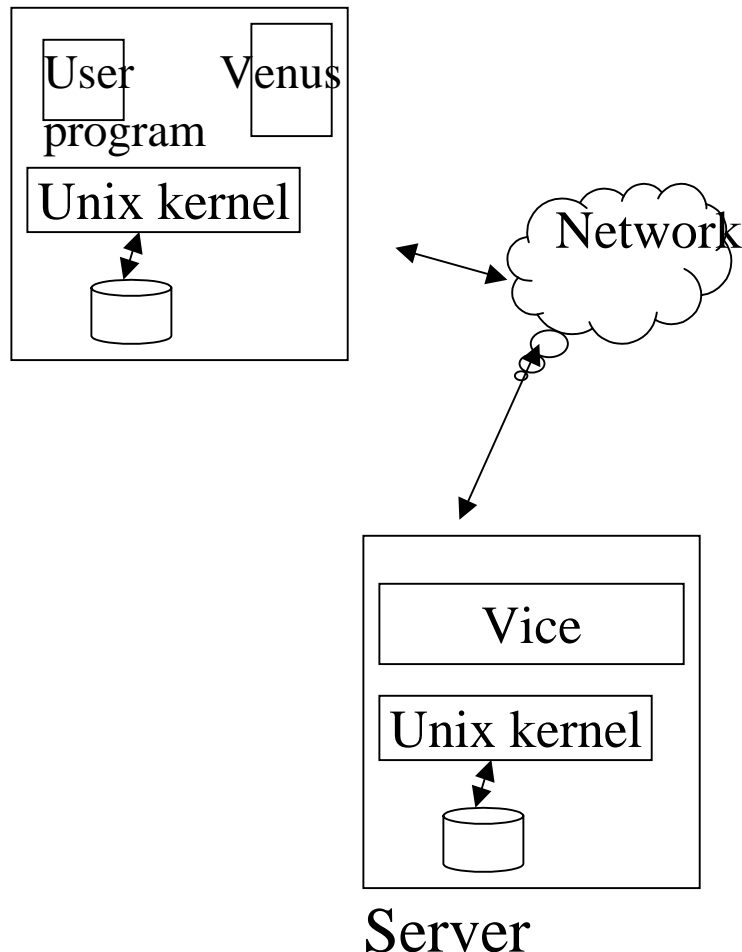 User Venus
program
Unix kernel
Network
Vice
Unix kernel
Server